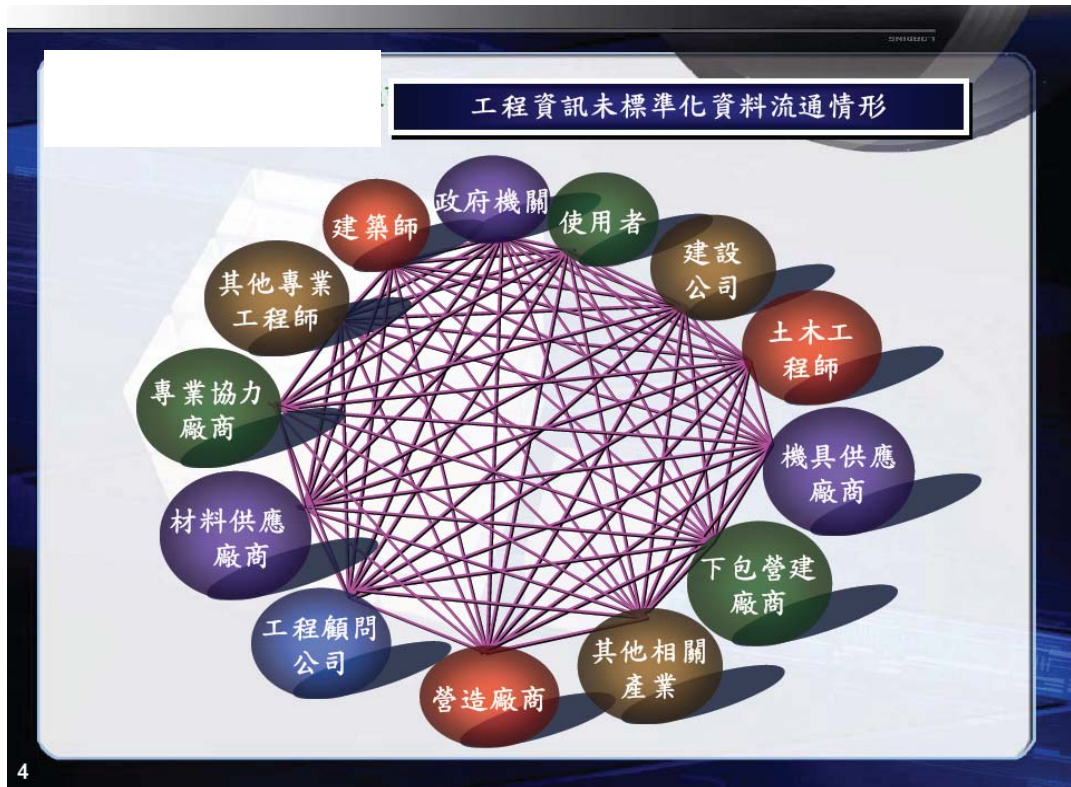 工程資訊未標準化資料流通情形
政府機關
使用者
建設
公司
土木工
程師
機具供應
廠商
下包營建
廠商
其他相關
產業
營造廠商
工程顧問
公司
材料供應
廠商
專業協力
廠商
其他專業
工程師
建築師
4